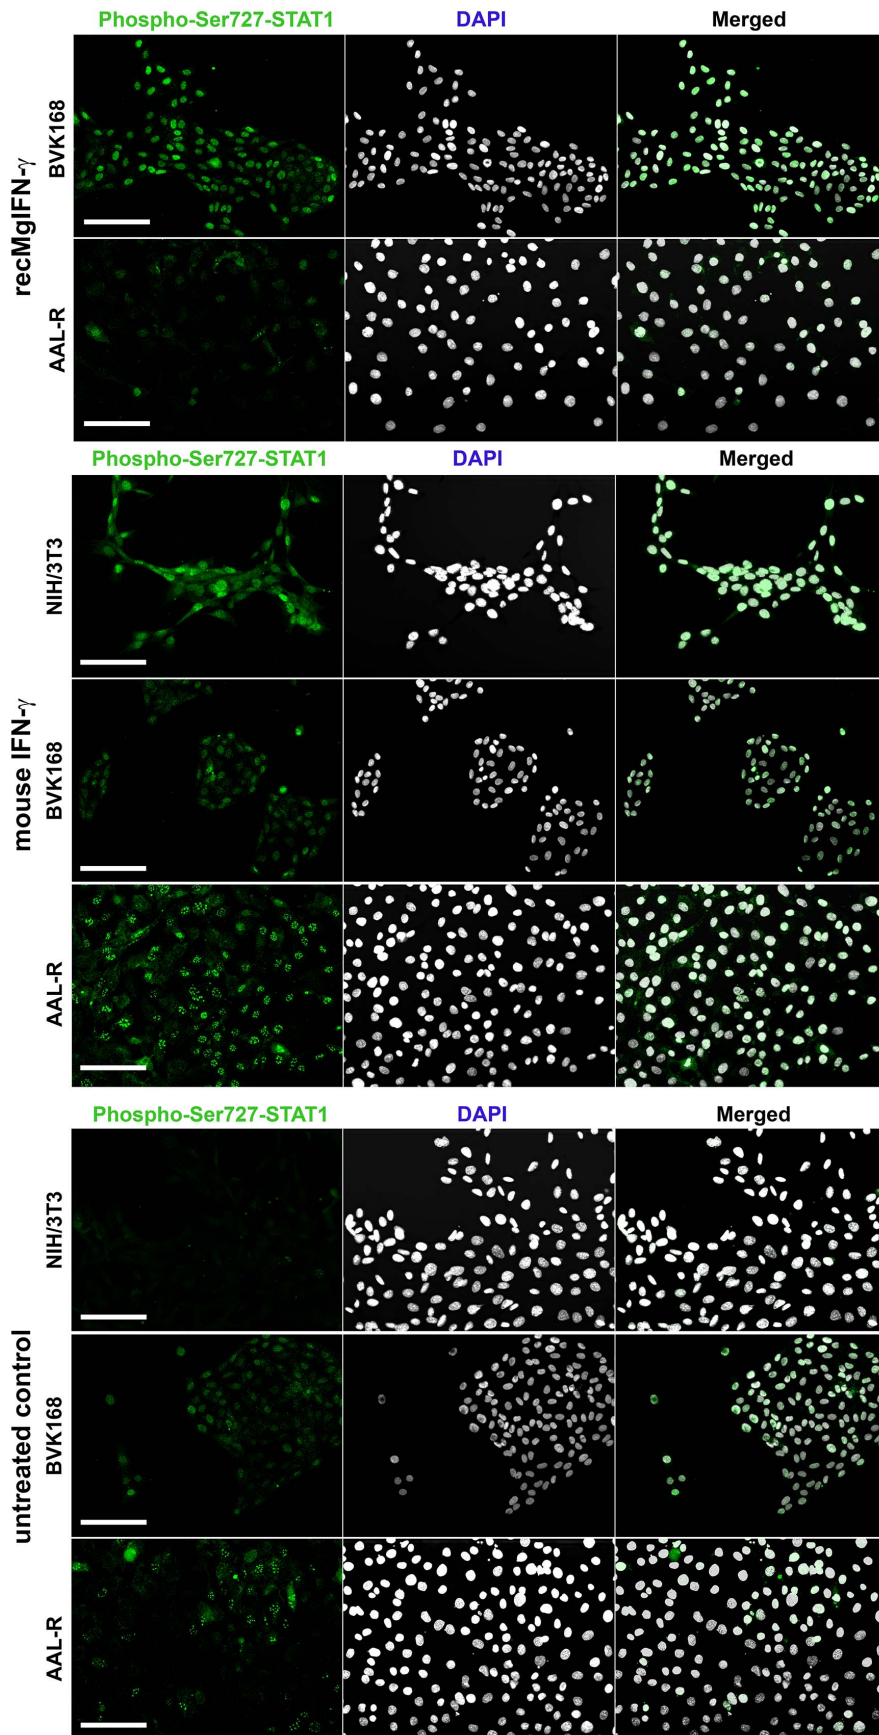 Phospho-Ser727-STAT1 DAPI Merged
recMgIFN-γ
BVK168
AAL-R
Phospho-Ser727-STAT1 DAPI Merged
mouse IFN-γ
NIH/3T3
BVK168
AAL-R
Phospho-Ser727-STAT1 DAPI Merged
untreated control
NIH/3T3
BVK168
AAL-R